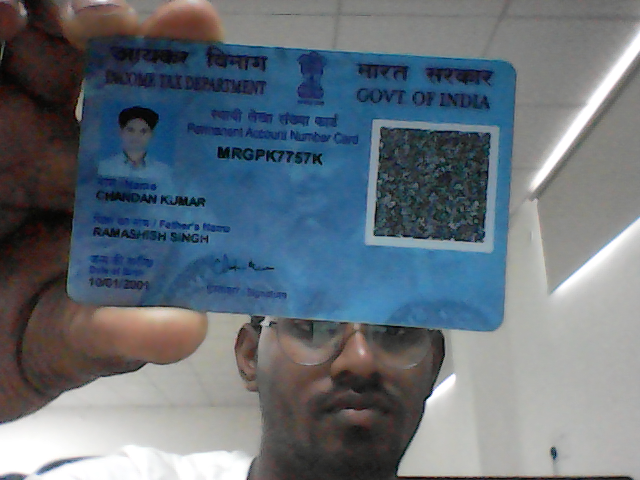 आयकर विभाग
INCOME TAX DEPARTMENT
भारत सरकार
GOVT OF INDIA
स्थायी लेखा संख्या कार्ड
Permanent Account Number Card
MRGPK7757K
नाम / Name
CHANDAN KUMAR
पिता का नाम / Father's Name
RAMASHISH SINGH
जन्म की तारीख
Date of Birth
10/01/2001
हस्ताक्षर / Signature